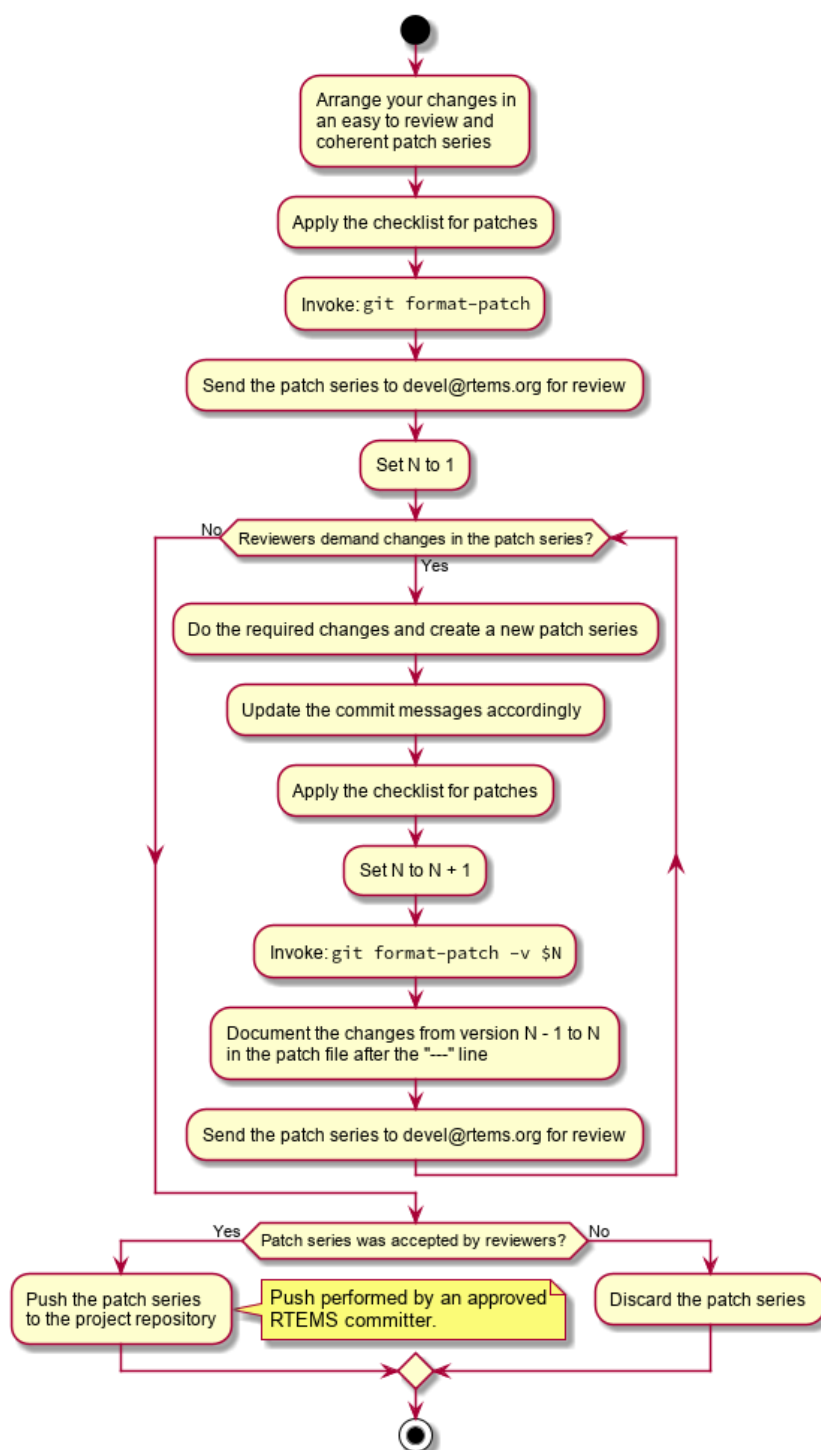 Arrange your changes in
an easy to review and
coherent patch series
Apply the checklist for patches
Invoke: git format-patch
Send the patch series to devel@rtems.org for review
Set N to 1
No
Reviewers demand changes in the patch series?
Yes
Do the required changes and create a new patch series
Update the commit messages accordingly
Apply the checklist for patches
Set N to N + 1
Invoke: git format-patch -v $N
Document the changes from version N - 1 to N
in the patch file after the "---" line
Send the patch series to devel@rtems.org for review
Yes
Patch series was accepted by reviewers?
No
Push the patch series
to the project repository
Push performed by an approved
RTEMS committer.
Discard the patch series